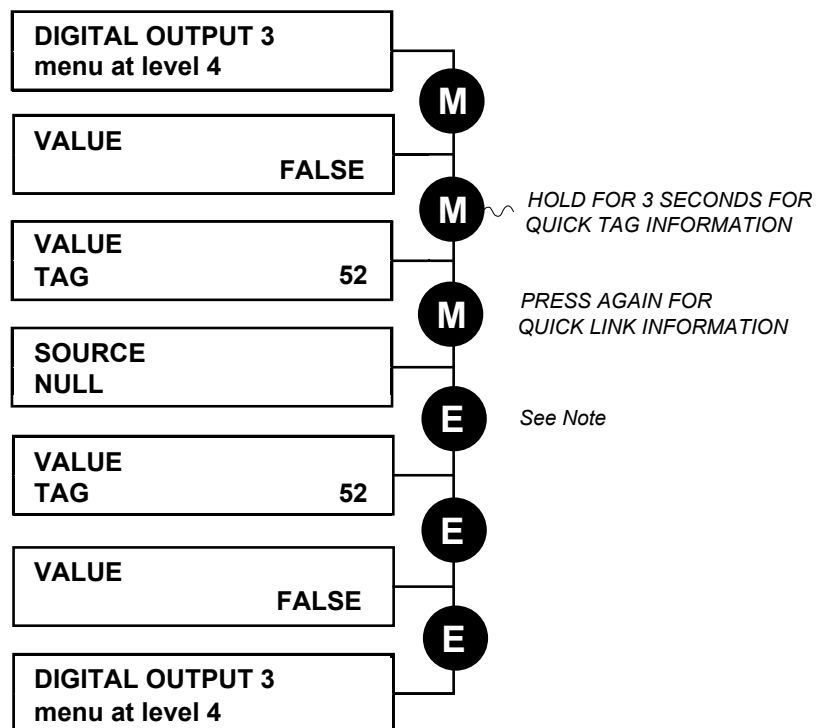 DIGITAL OUTPUT 3
menu at level 4
M
VALUE
FALSE
M
HOLD FOR 3 SECONDS FOR
QUICK TAG INFORMATION
VALUE
TAG 52
M
PRESS AGAIN FOR
QUICK LINK INFORMATION
SOURCE
NULL
E
See Note
VALUE
TAG 52
E
VALUE
FALSE
E
DIGITAL OUTPUT 3
menu at level 4